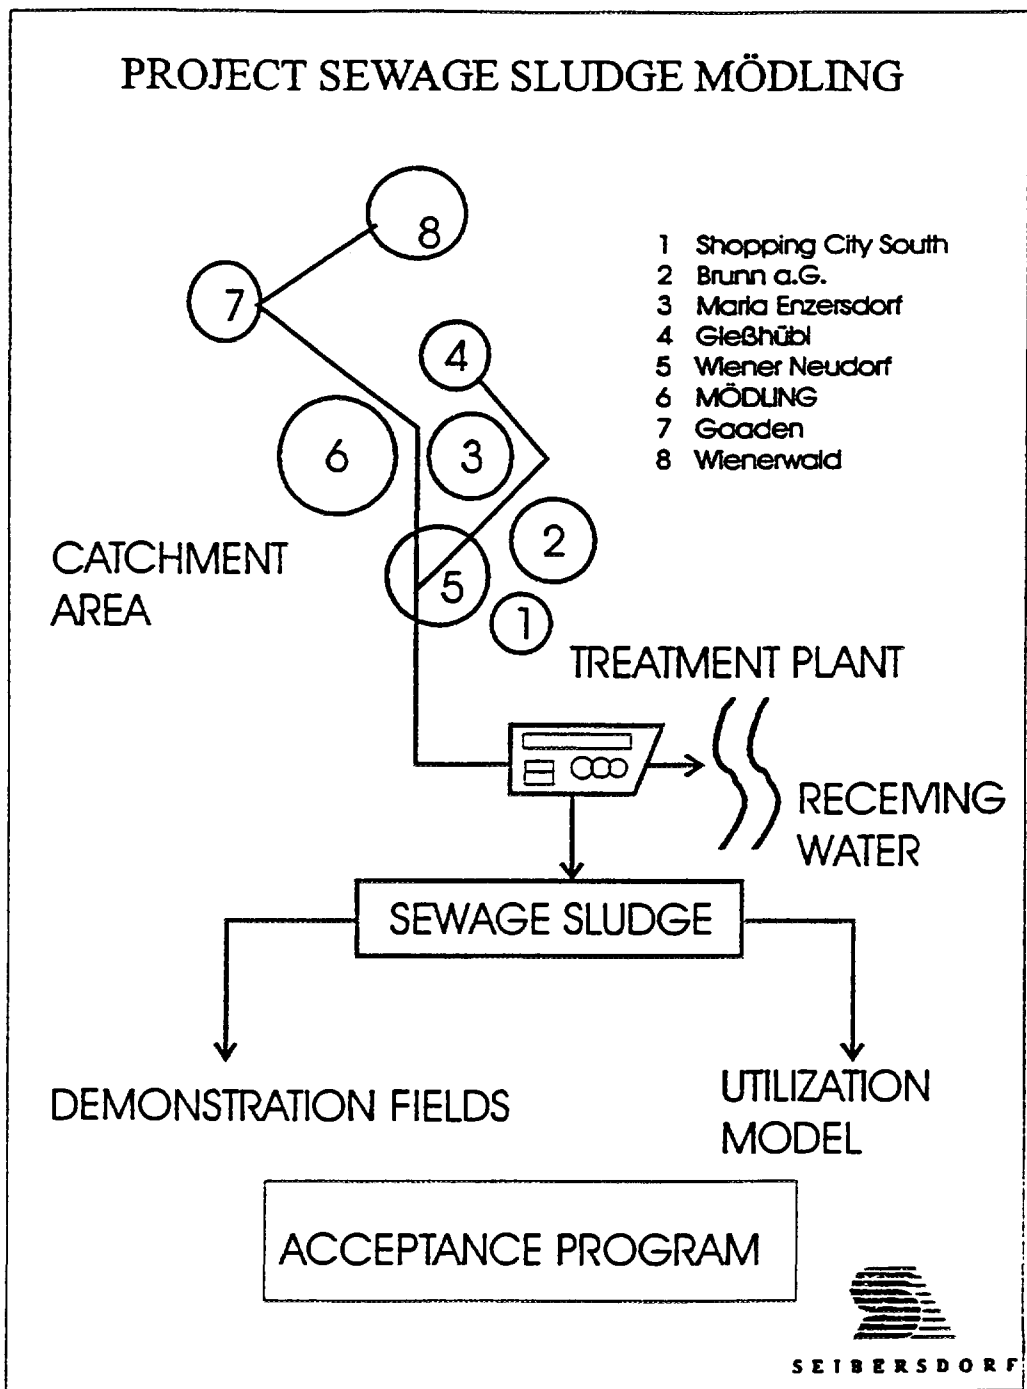 PROJECT SEWAGE SLUDGE MÖDLING
8
7
4
6
3
2
5
1
1 Shopping City South
2 Brunn a.G.
3 Maria Enzersdorf
4 Gießhübl
5 Wiener Neudorf
6 MÖDLING
7 Gaaden
8 Wienerwald
CATCHMENT
AREA
TREATMENT PLANT
RECEIVING
WATER
SEWAGE SLUDGE
DEMONSTRATION FIELDS
UTILIZATION
MODEL
ACCEPTANCE PROGRAM
SEIBERSDORF